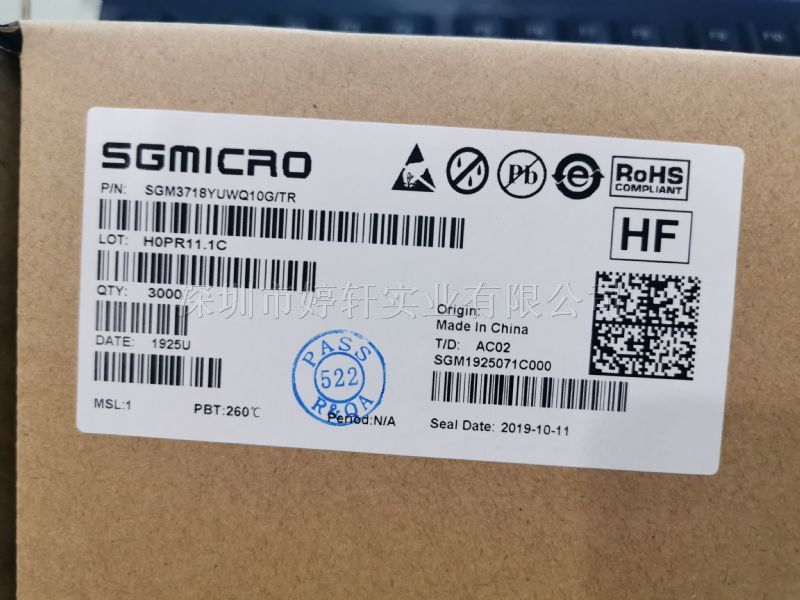 SGMICRO
P/N: SGM3718YUWQ10G/TR
LOT: H0PR11.1C
QTY: 3000
DATE: 1925U
MSL:1 PBT:260℃
PASS
522
R&QA
Period:N/A
Pb
e
RoHS
COMPLIANT
HF
Origin:
Made In China
T/D: AC02
SGM1925071C000
Seal Date: 2019-10-11
深圳市婷轩实业有限公司